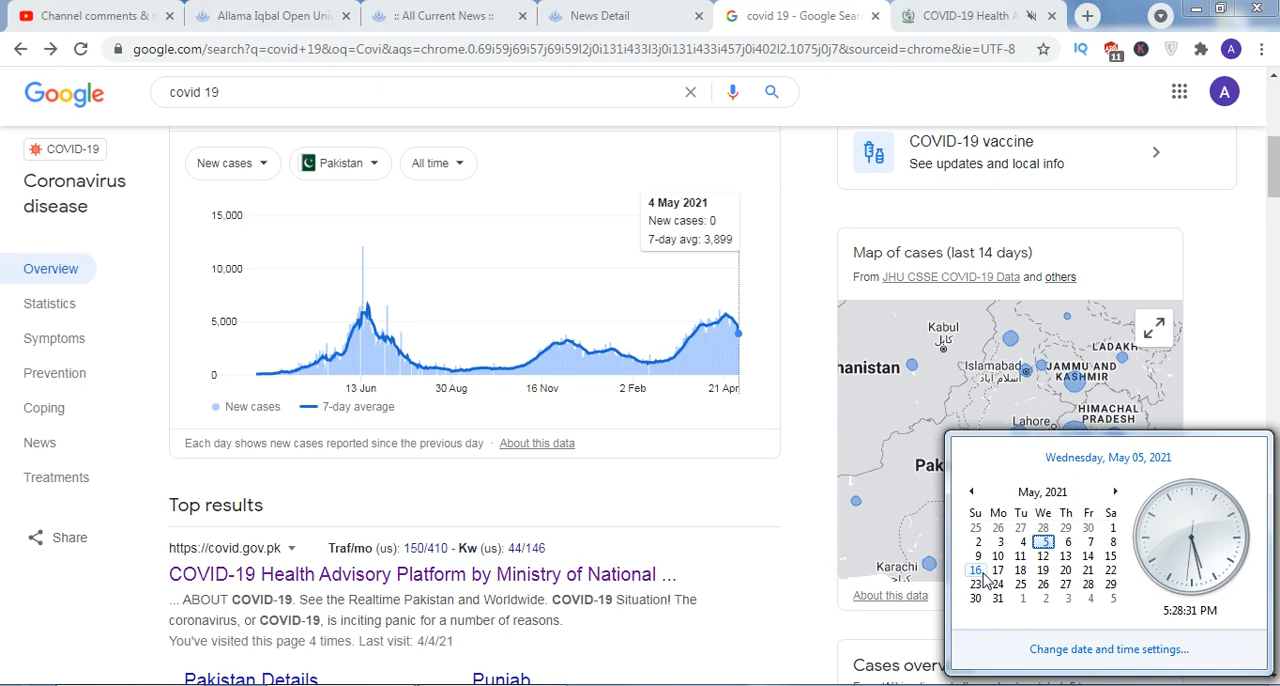 Channel comments & m
Allama Iqbal Open Uni
:: All Current News ::
News Detail
covid 19 - Google Sear
COVID-19 Health A
google.com/search?q=covid+19&oq=Covi&aqs=chrome.0.69i59j69i57j69i59l2j0i131i433l3j0i131i433i457j0i402l2.1075j0j7&sourceid=chrome&ie=UTF-8
IQ
11
K
A
Google
covid 19
A
COVID-19
Coronavirus
disease
Overview
Statistics
Symptoms
Prevention
Coping
News
Treatments
Share
New cases
Pakistan
All time
15,000
10,000
5,000
0
4 May 2021
New cases: 0
7-day avg: 3,899
13 Jun
30 Aug
16 Nov
2 Feb
21 Apr
New cases
7-day average
Each day shows new cases reported since the previous day · About this data
Top results
https://covid.gov.pk
Traf/mo (us): 150/410 - Kw (us): 44/146
COVID-19 Health Advisory Platform by Ministry of National ...
... ABOUT COVID-19. See the Realtime Pakistan and Worldwide. COVID-19 Situation! The
coronavirus, or COVID-19, is inciting panic for a number of reasons.
You've visited this page 4 times. Last visit: 4/4/21
Pakistan Details
Punjab
COVID-19 vaccine
See updates and local info
Map of cases (last 14 days)
From JHU CSSE COVID-19 Data and others
Kabul
کابل
hanistan
Islamabad
اسلام آباد
LADAKH
JAMMU AND
KASHMIR
HIMACHAL
PRADESH
Lahore
Pak
Karachi
About this data
Cases overv
Wednesday, May 05, 2021
May, 2021
Su Mo Tu We Th Fr Sa
25 26 27 28 29 30 1
2 3 4 5 6 7 8
9 10 11 12 13 14 15
16 17 18 19 20 21 22
23 24 25 26 27 28 29
30 31 1 2 3 4 5
5:28:31 PM
Change date and time settings...